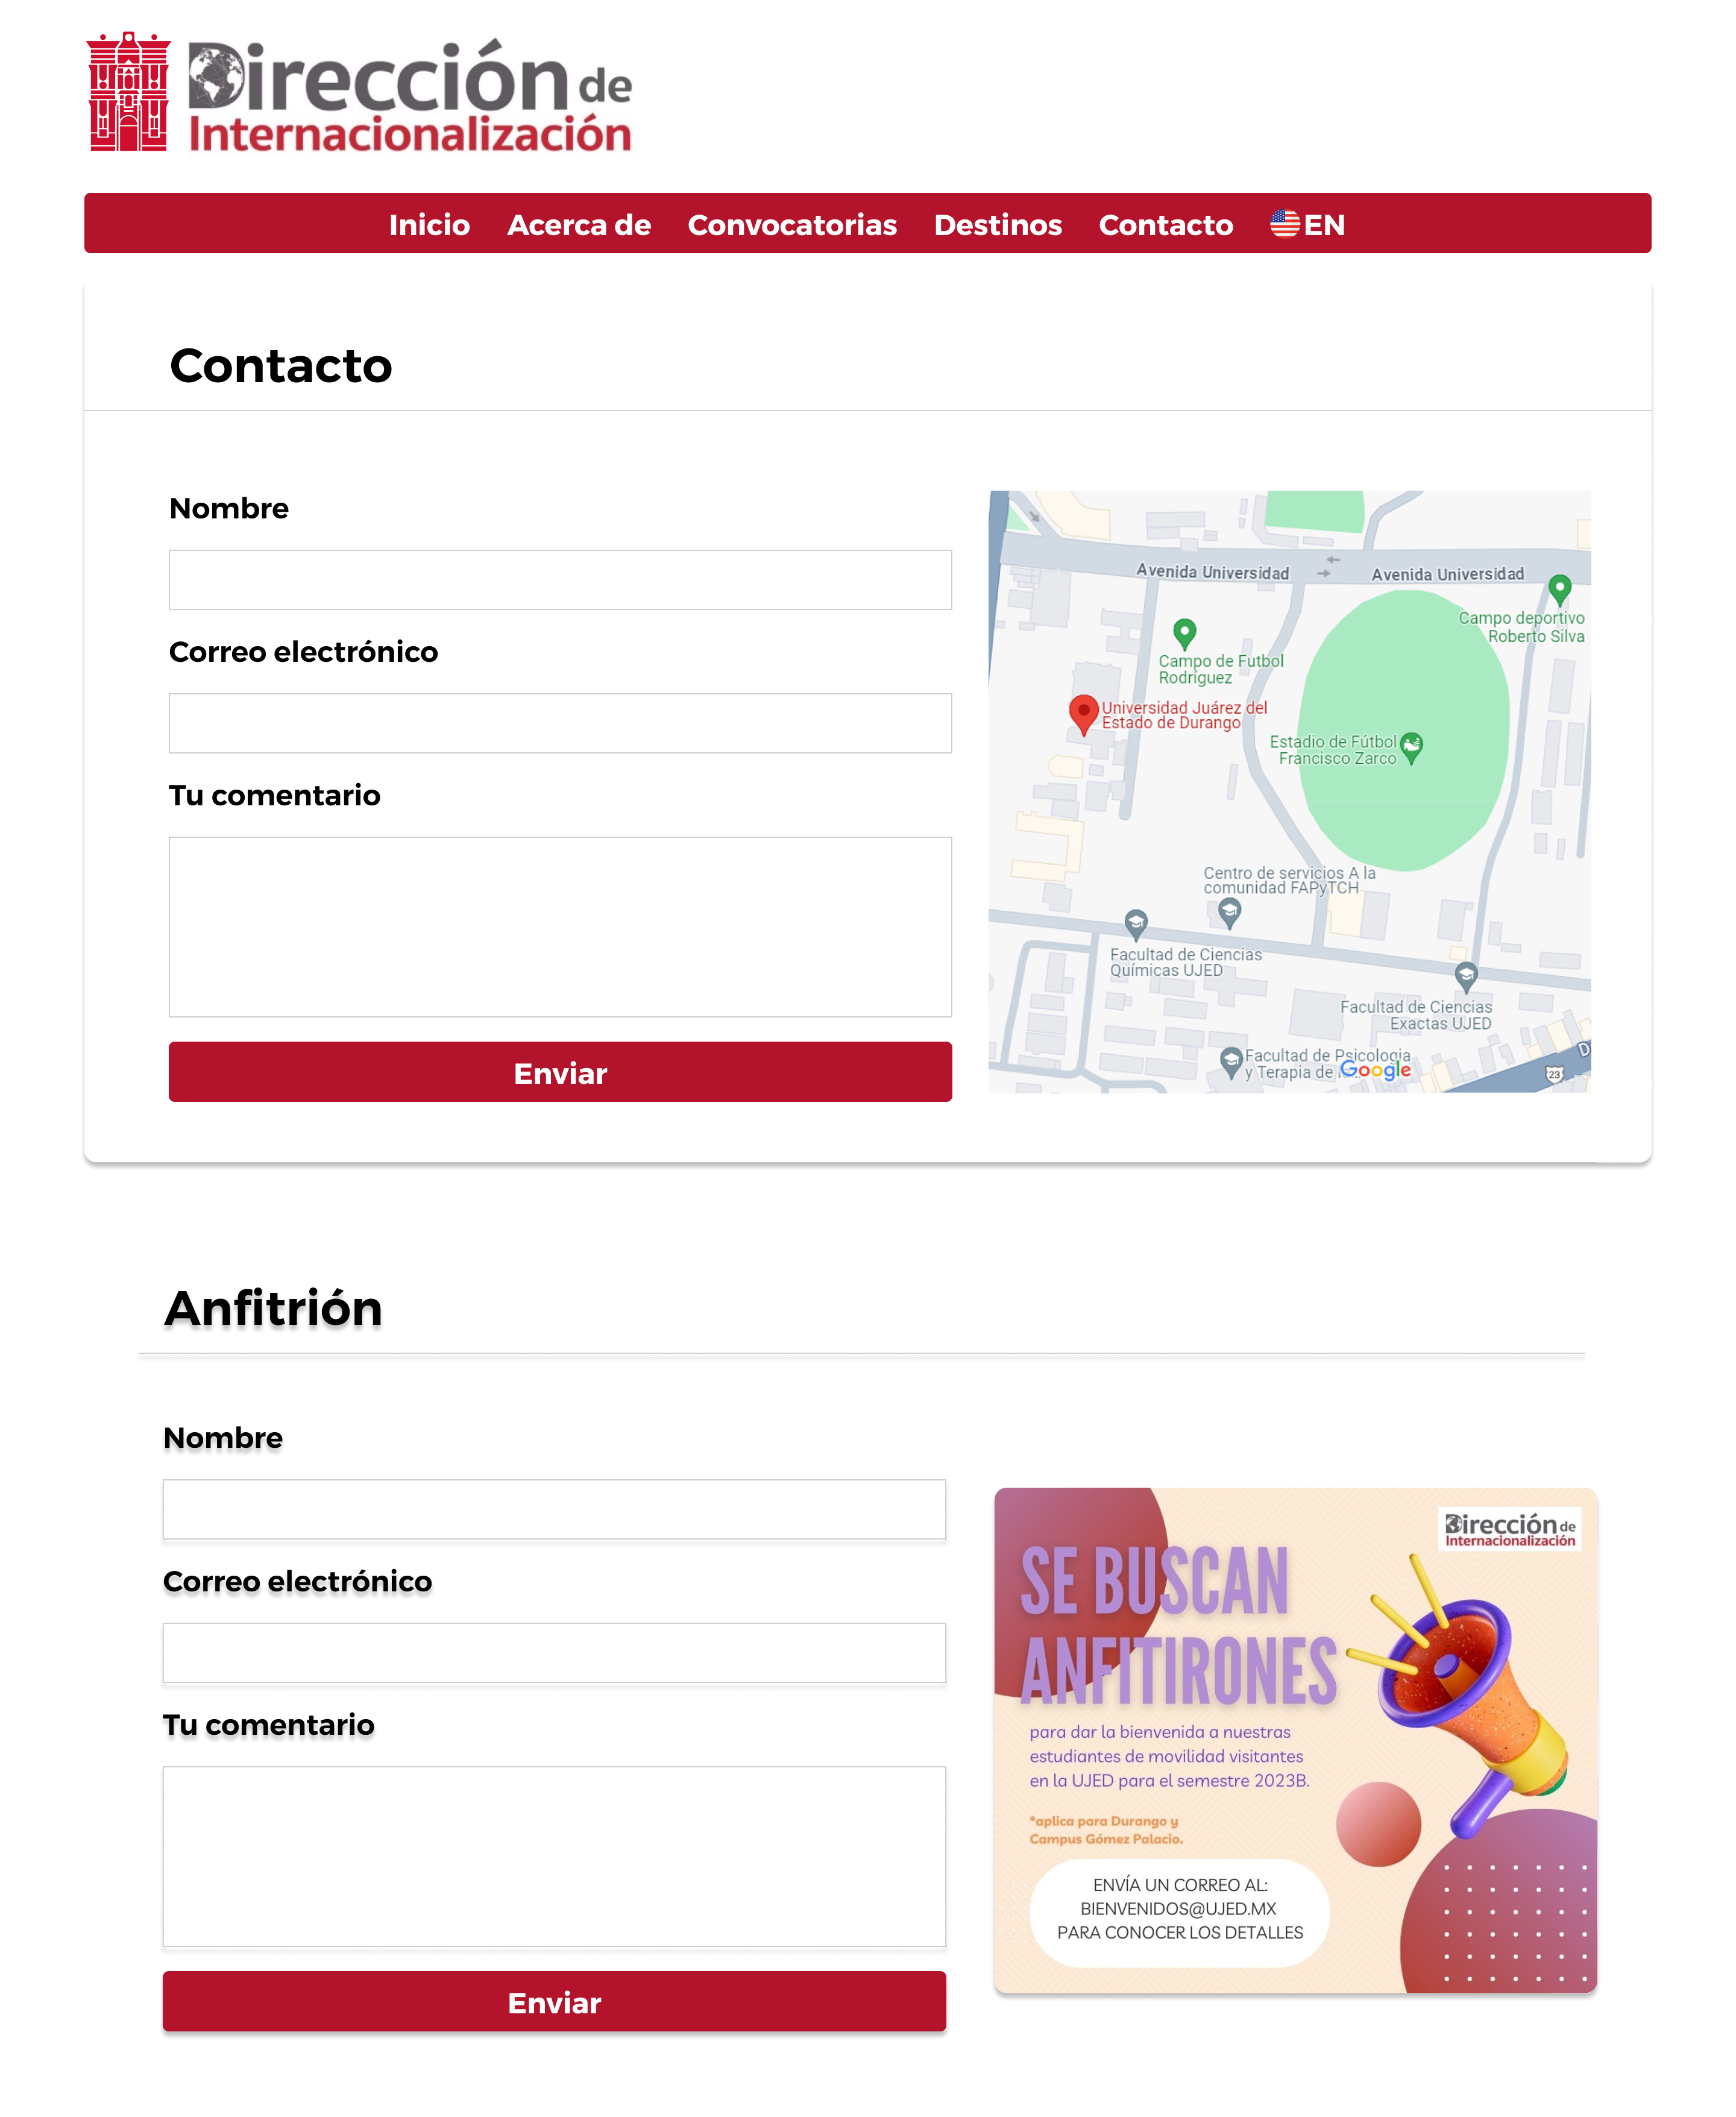 Dirección de
Internacionalización
Inicio Acerca de Convocatorias Destinos Contacto EN
Contacto
Nombre
Correo electrónico
Tu comentario
Enviar
Avenida Universidad
Avenida Universidad
Campo deportivo
Roberto Silva
Campo de Futbol
Rodríguez
Universidad Juárez del
Estado de Durango
Estadio de Fútbol
Francisco Zarco
Centro de servicios A la
comunidad FAPyTCH
Facultad de Ciencias
Químicas UJED
Facultad de Ciencias
Exactas UJED
Facultad de Psicologia
y Terapia de
Google
23
D
Anfitrión
Nombre
Correo electrónico
Tu comentario
Enviar
Dirección de
Internacionalización
SE BUSCAN
ANFITIRONES
para dar la bienvenida a nuestras
estudiantes de movilidad visitantes
en la UJED para el semestre 2023B.
*aplica para Durango y
Campus Gómez Palacio.
ENVÍA UN CORREO AL:
BIENVENIDOS@UJED.MX
PARA CONOCER LOS DETALLES